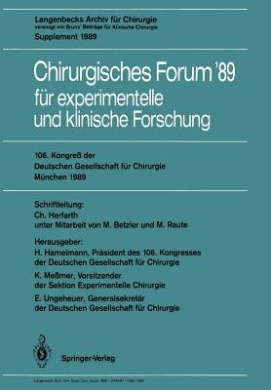 Langenbecks Archiv für Chirurgie
vereinigt mit Bruns' Beiträge für Klinische Chirurgie
Supplement 1989
Chirurgisches Forum '89
für experimentelle
und klinische Forschung
106. Kongreß der
Deutschen Gesellschaft für Chirurgie
München 1989
Schriftleitung:
Ch. Herfarth
unter Mitarbeit von M. Betzler und M. Raute
Herausgeber:
H. Hamelmann, Präsident des 106. Kongresses
der Deutschen Gesellschaft für Chirurgie
K. Meßmer, Vorsitzender
der Sektion Experimentelle Chirurgie
E. Ungeheuer, Generalsekretär
der Deutschen Gesellschaft für Chirurgie
Springer-Verlag